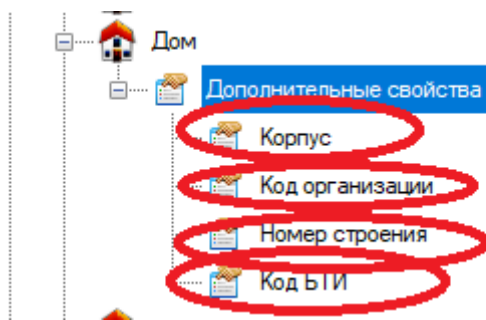 Дом
Дополнительные свойства
Корпус
Код организации
Номер строения
Код БТИ